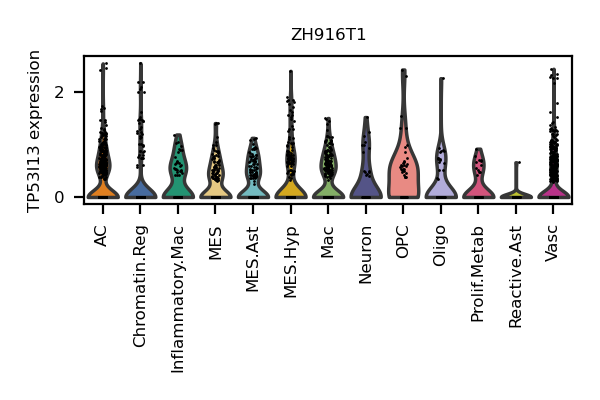 ZH916T1
TP53I13 expression
2
0
AC
Chromatin.Reg
Inflammatory.Mac
MES
MES.Ast
MES.Hyp
Mac
Neuron
OPC
Oligo
Prolif.Metab
Reactive.Ast
Vasc